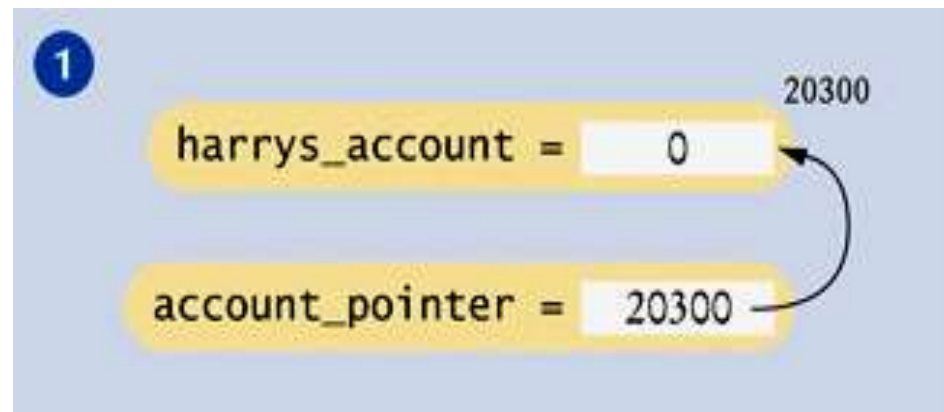 1
20300
harrys_account = 0
account_pointer = 20300